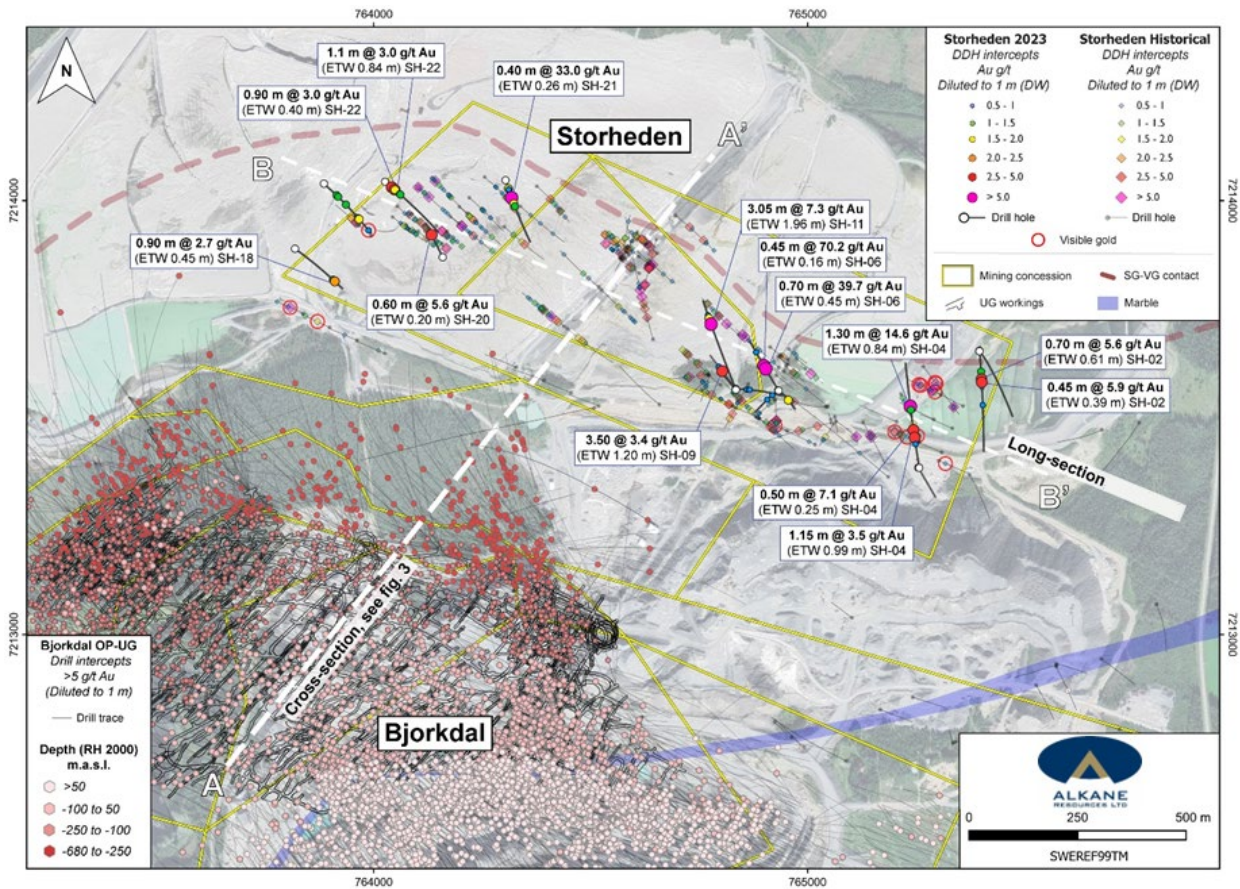 764000
765000
7214000
7213000
7214000
7213000
764000
765000
N
1.1 m @ 3.0 g/t Au
(ETW 0.84 m) SH-22
0.90 m @ 3.0 g/t Au
(ETW 0.40 m) SH-22
0.40 m @ 33.0 g/t Au
(ETW 0.26 m) SH-21
Storheden
A'
B
0.90 m @ 2.7 g/t Au
(ETW 0.45 m) SH-18
0.60 m @ 5.6 g/t Au
(ETW 0.20 m) SH-20
3.05 m @ 7.3 g/t Au
(ETW 1.96 m) SH-11
0.45 m @ 70.2 g/t Au
(ETW 0.16 m) SH-06
0.70 m @ 39.7 g/t Au
(ETW 0.45 m) SH-06
1.30 m @ 14.6 g/t Au
(ETW 0.84 m) SH-04
0.70 m @ 5.6 g/t Au
(ETW 0.61 m) SH-02
0.45 m @ 5.9 g/t Au
(ETW 0.39 m) SH-02
3.50 @ 3.4 g/t Au
(ETW 1.20 m) SH-09
0.50 m @ 7.1 g/t Au
(ETW 0.25 m) SH-04
1.15 m @ 3.5 g/t Au
(ETW 0.99 m) SH-04
Long-section
B'
Cross-section, see fig. 3
A
Bjorkdal
Storheden 2023
DDH intercepts
Au g/t
Diluted to 1 m (DW)
0.5 - 1
1 - 1.5
1.5 - 2.0
2.0 - 2.5
2.5 - 5.0
> 5.0
Drill hole
Storheden Historical
DDH intercepts
Au g/t
Diluted to 1 m (DW)
0.5 - 1
1 - 1.5
1.5 - 2.0
2.0 - 2.5
2.5 - 5.0
> 5.0
Drill hole
Visible gold
Mining concession
SG-VG contact
UG workings
Marble
Bjorkdal OP-UG
Drill intercepts
>5 g/t Au
(Diluted to 1 m)
Drill trace
Depth (RH 2000)
m.a.s.l.
>50
-100 to 50
-250 to -100
-680 to -250
ALKANE
RESOURCES LTD
0 250 500 m
SWEREF99TM